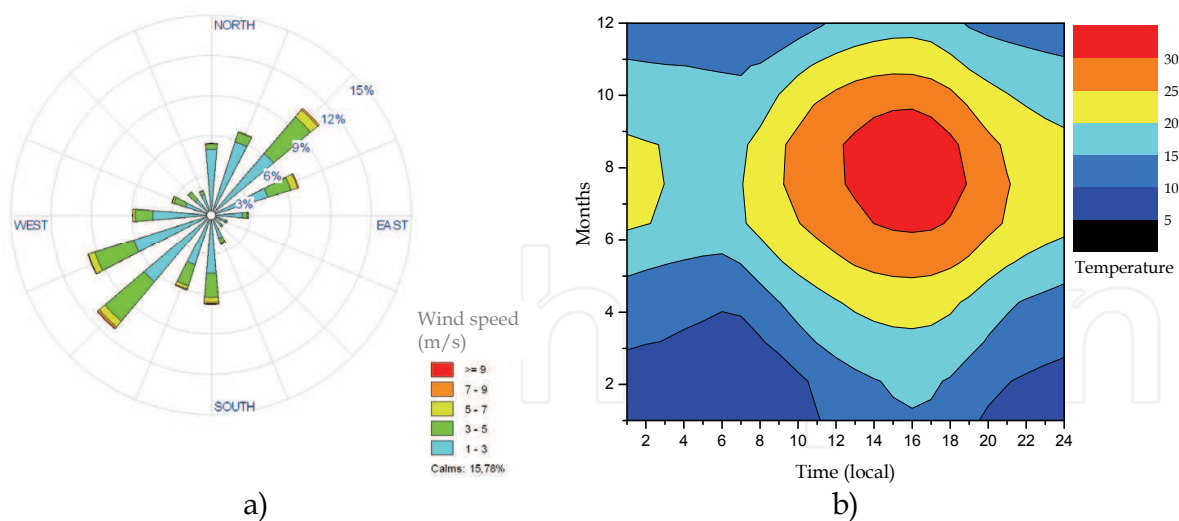 NORTH
15%
12%
9%
6%
3%
WEST
EAST
SOUTH
Wind speed
(m/s)
>= 9
7 - 9
5 - 7
3 - 5
1 - 3
Calms: 15,78%
a)
12
10
8
6
4
2
Months
2 4 6 8 10 12 14 16 18 20 22 24
Time (local)
30
25
20
15
10
5
Temperature
b)